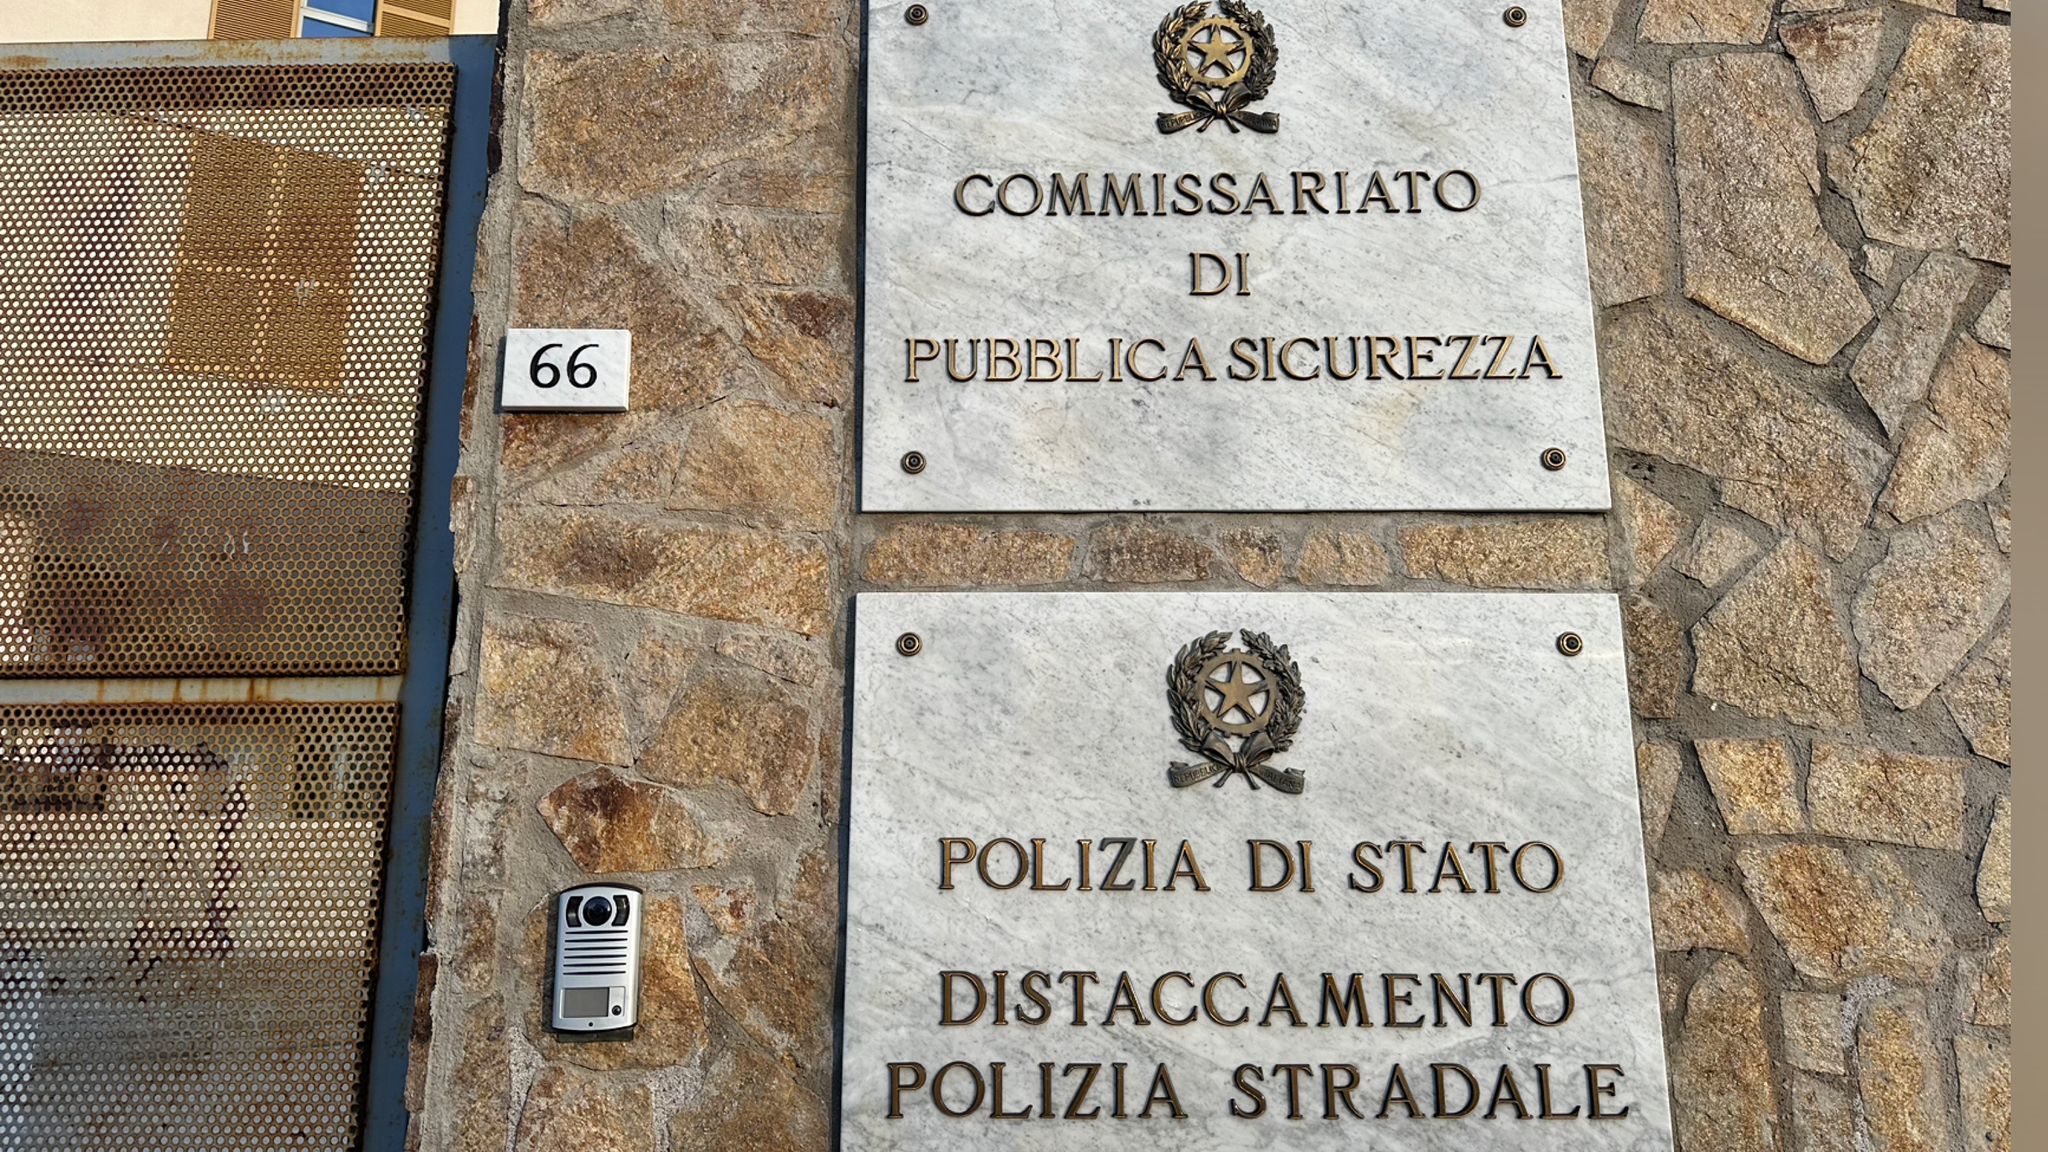 COMMISSARIATO
DI
PUBBLICA SICUREZZA
66
POLIZIA DI STATO
DISTACCAMENTO
POLIZIA STRADALE